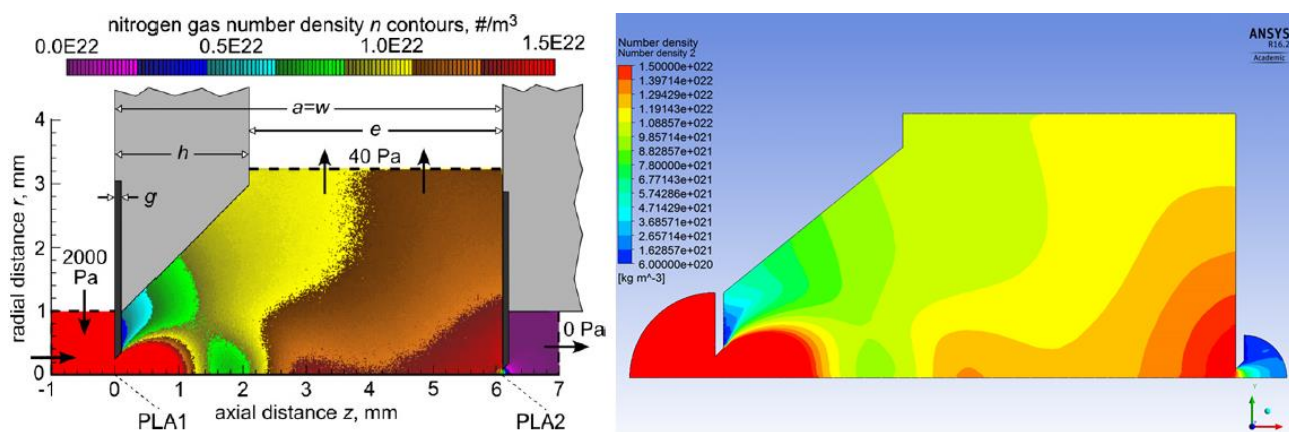 nitrogen gas number density n contours, #/m³
0.0E22 0.5E22 1.0E22 1.5E22
a=w
e
h
40 Pa
g
2000
Pa
0 Pa
radial distance r, mm
4
3
2
1
0
-1 0 1 2 3 4 5 6 7
axial distance z, mm
PLA1
PLA2
ANSYS
R16.2
Academic
Number density
Number density 2
1.50000e+022
1.39714e+022
1.29429e+022
1.19143e+022
1.08857e+022
9.85714e+021
8.82857e+021
7.80000e+021
6.77143e+021
5.74286e+021
4.71429e+021
3.68571e+021
2.65714e+021
1.62857e+021
6.00000e+020
[kg m^-3]
Y